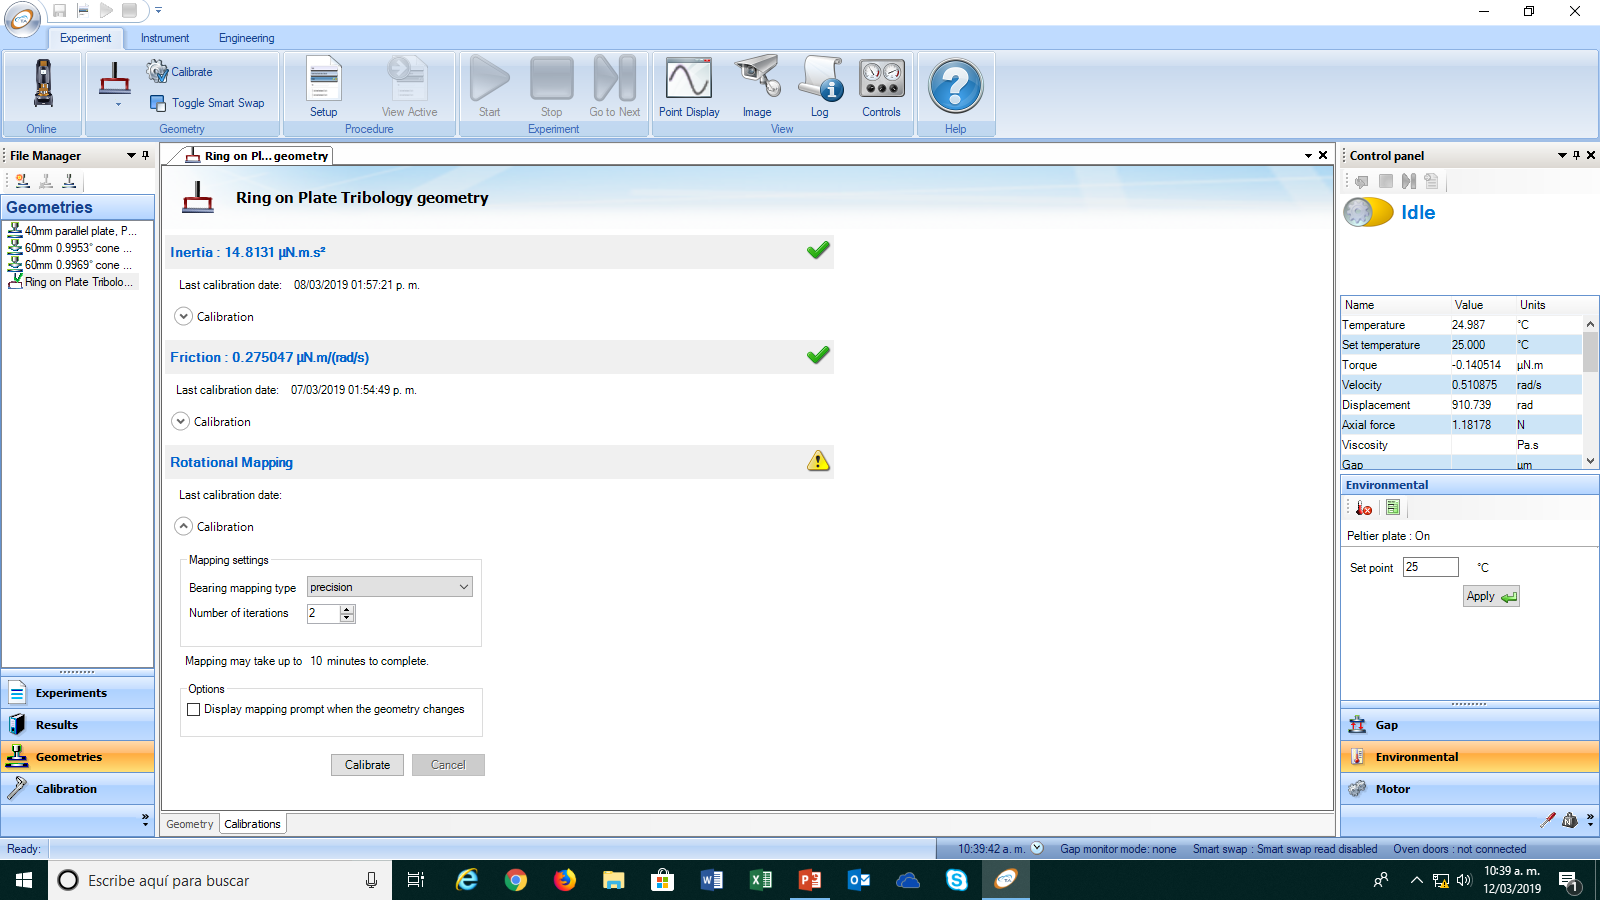 Experiment Instrument Engineering
Calibrate
Toggle Smart Swap
Setup View Active Start Stop Go to Next Point Display Image Log Controls
Online Geometry Procedure Experiment View Help
File Manager
Geometries
40mm parallel plate, P...
60mm 0.9953° cone ...
60mm 0.9969° cone ...
Ring on Plate Tribolo...
Experiments
Results
Geometries
Calibration
Ring on Pl... geometry
Ring on Plate Tribology geometry
Inertia : 14.8131 µN.m.s²
Last calibration date: 08/03/2019 01:57:21 p. m.
Calibration
Friction : 0.275047 µN.m/(rad/s)
Last calibration date: 07/03/2019 01:54:49 p. m.
Calibration
Rotational Mapping
Last calibration date:
Calibration
Mapping settings
Bearing mapping type precision
Number of iterations 2
Mapping may take up to 10 minutes to complete.
Options
Display mapping prompt when the geometry changes
Calibrate Cancel
Geometry Calibrations
Control panel
Idle
Name Value Units
Temperature 24.987 °C
Set temperature 25.000 °C
Torque -0.140514 µN.m
Velocity 0.510875 rad/s
Displacement 910.739 rad
Axial force 1.18178 N
Viscosity Pa.s
Gap µm
Environmental
Peltier plate : On
Set point 25 °C
Apply
Gap
Environmental
Motor
Ready: 10:39:42 a. m. Gap monitor mode: none Smart swap : Smart swap read disabled Oven doors : not connected
Escribe aquí para buscar
10:39 a. m.
12/03/2019
1